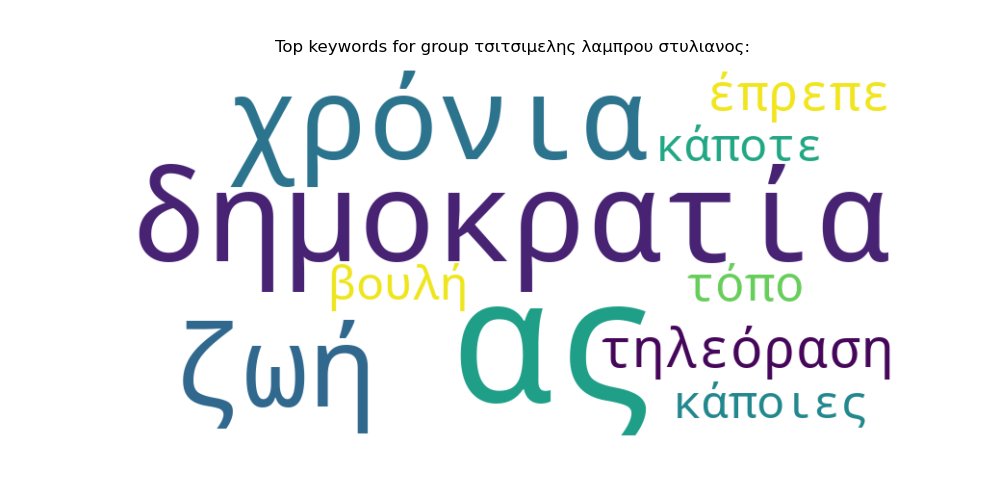 Top keywords for group τσιτσιμελης λαμπρου στυλιανος:
χρόνια έπρεπε
κάποτε
δημοκρατία
βουλή τόπο
ζωή ας τηλεόραση
κάποιες